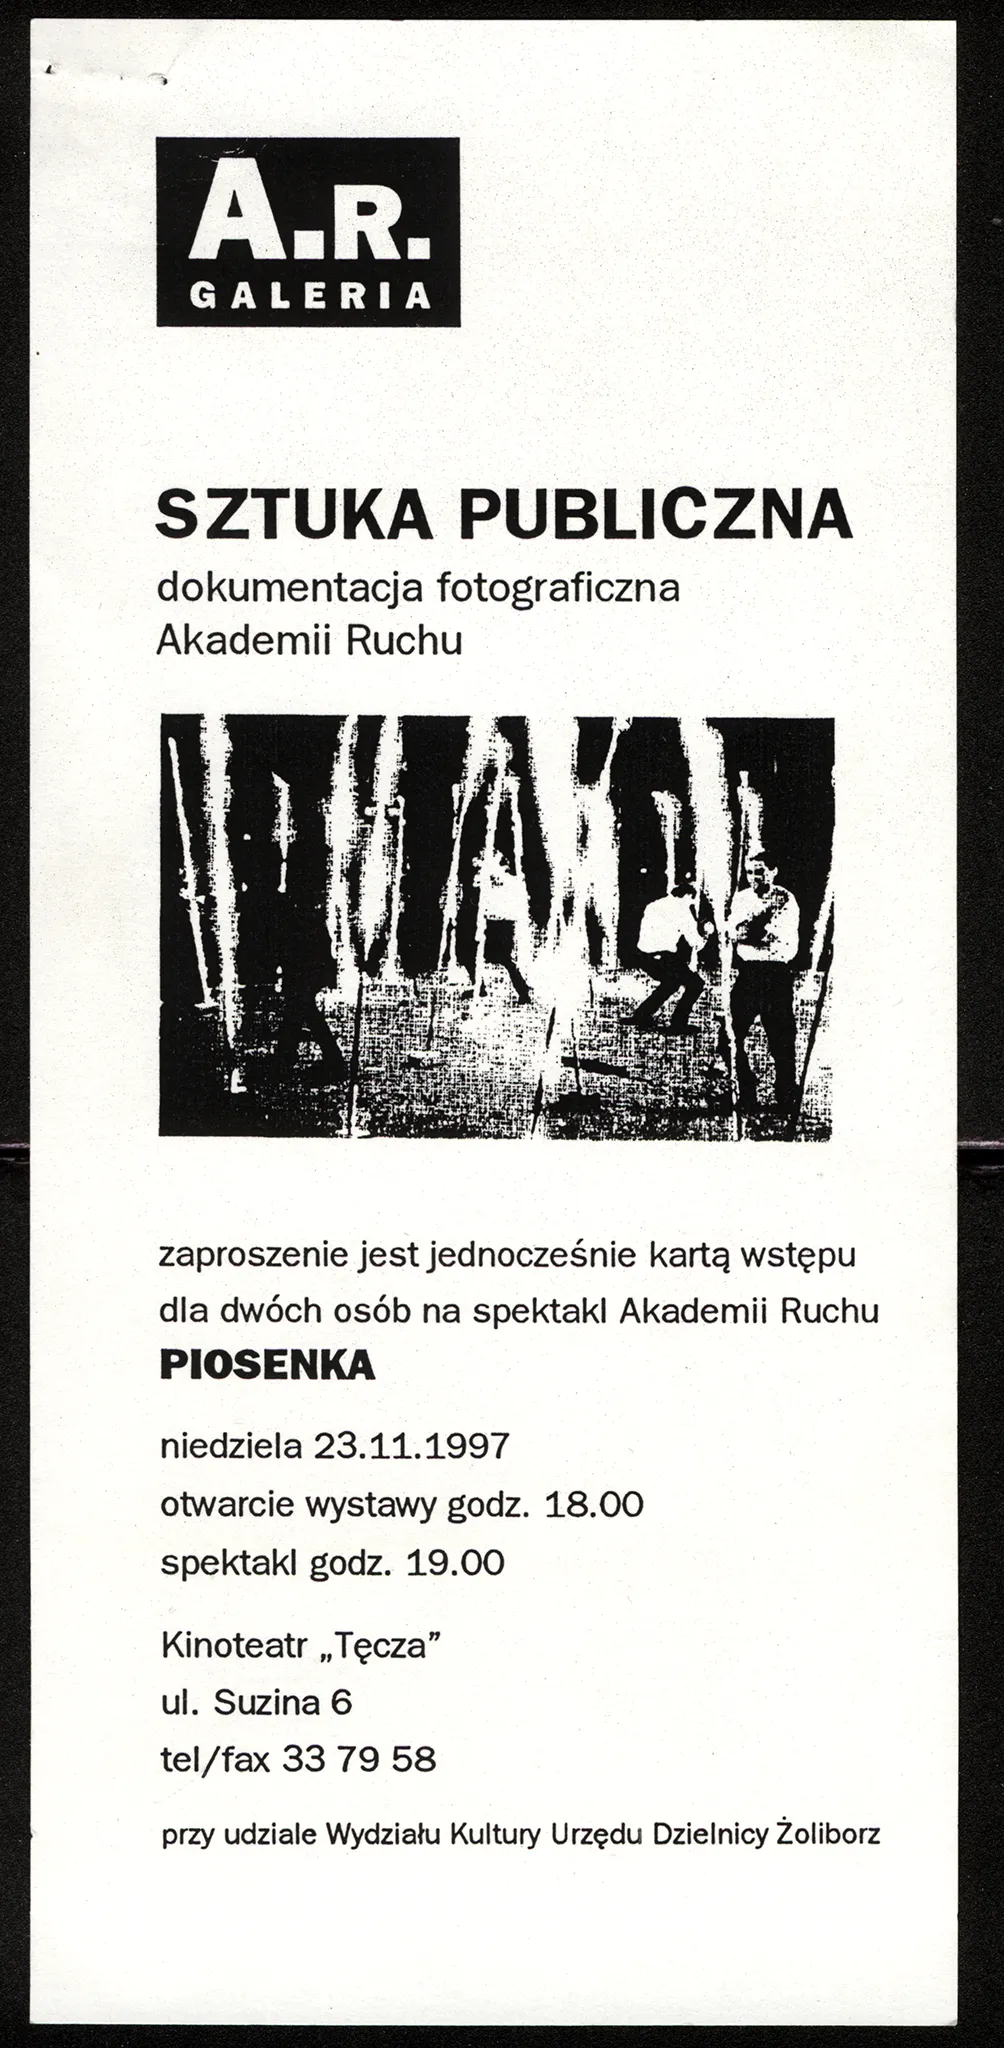 A.R.
GALERIA
SZTUKA PUBLICZNA
dokumentacja fotograficzna
Akademii Ruchu
zaproszenie jest jednocześnie kartą wstępu
dla dwóch osób na spektakl Akademii Ruchu
PIOSENKA
niedziela 23.11.1997
otwarcie wystawy godz. 18.00
spektakl godz. 19.00
Kinoteatr „Tęcza”
ul. Suzina 6
tel/fax 33 79 58
przy udziale Wydziału Kultury Urzędu Dzielnicy Żoliborz